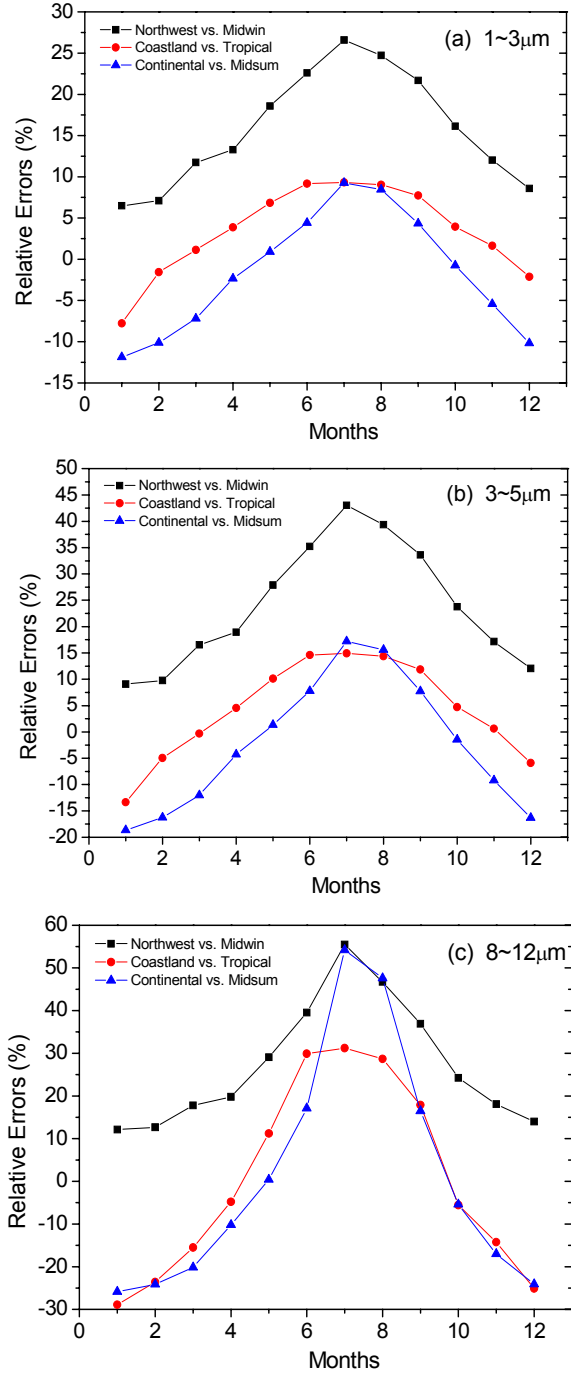 (a) 1~3μm
Northwest vs. Midwin
Coastland vs. Tropical
Continental vs. Midsum
Relative Errors (%)
30
25
20
15
10
5
0
-5
-10
-15
0 2 4 6 8 10 12
Months
(b) 3~5μm
Northwest vs. Midwin
Coastland vs. Tropical
Continental vs. Midsum
Relative Errors (%)
50
45
40
35
30
25
20
15
10
5
0
-5
-10
-15
-20
0 2 4 6 8 10 12
Months
(c) 8~12μm
Northwest vs. Midwin
Coastland vs. Tropical
Continental vs. Midsum
Relative Errors (%)
60
50
40
30
20
10
0
-10
-20
-30
0 2 4 6 8 10 12
Months